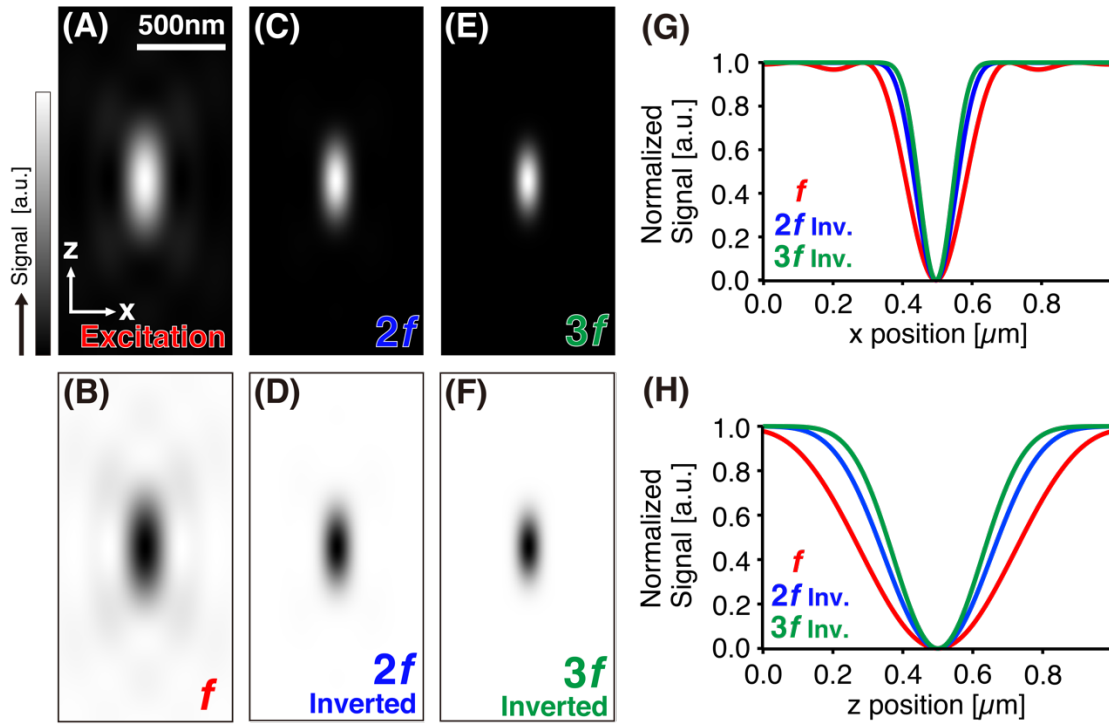 (A)
500nm
Signal [a.u.]
z
x
Excitation
(C)
2f
(E)
3f
(B)
f
(D)
2f
Inverted
(F)
3f
Inverted
(G)
Normalized
Signal [a.u.]
1.0
0.8
0.6
0.4
0.2
0.0
f
2f Inv.
3f Inv.
0.0 0.2 0.4 0.6 0.8
x position [µm]
(H)
Normalized
Signal [a.u.]
1.0
0.8
0.6
0.4
0.2
0.0
f
2f Inv.
3f Inv.
0.0 0.2 0.4 0.6 0.8
z position [µm]